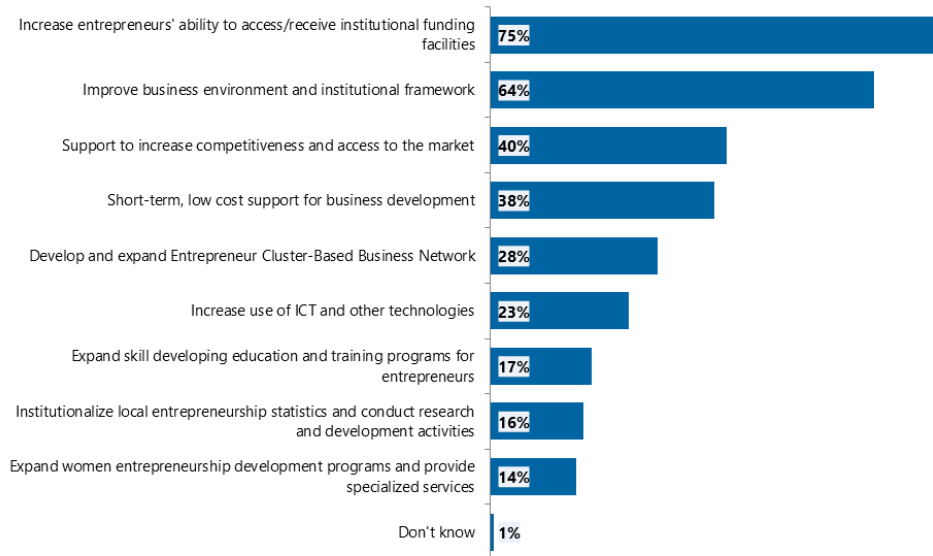 Increase entrepreneurs' ability to access/receive institutional funding
facilities
75%
Improve business environment and institutional framework
64%
Support to increase competitiveness and access to the market
40%
Short-term, low cost support for business development
38%
Develop and expand Entrepreneur Cluster-Based Business Network
28%
Increase use of ICT and other technologies
23%
Expand skill developing education and training programs for
entrepreneurs
17%
Institutionalize local entrepreneurship statistics and conduct research
and development activities
16%
Expand women entrepreneurship development programs and provide
specialized services
14%
Don't know
1%